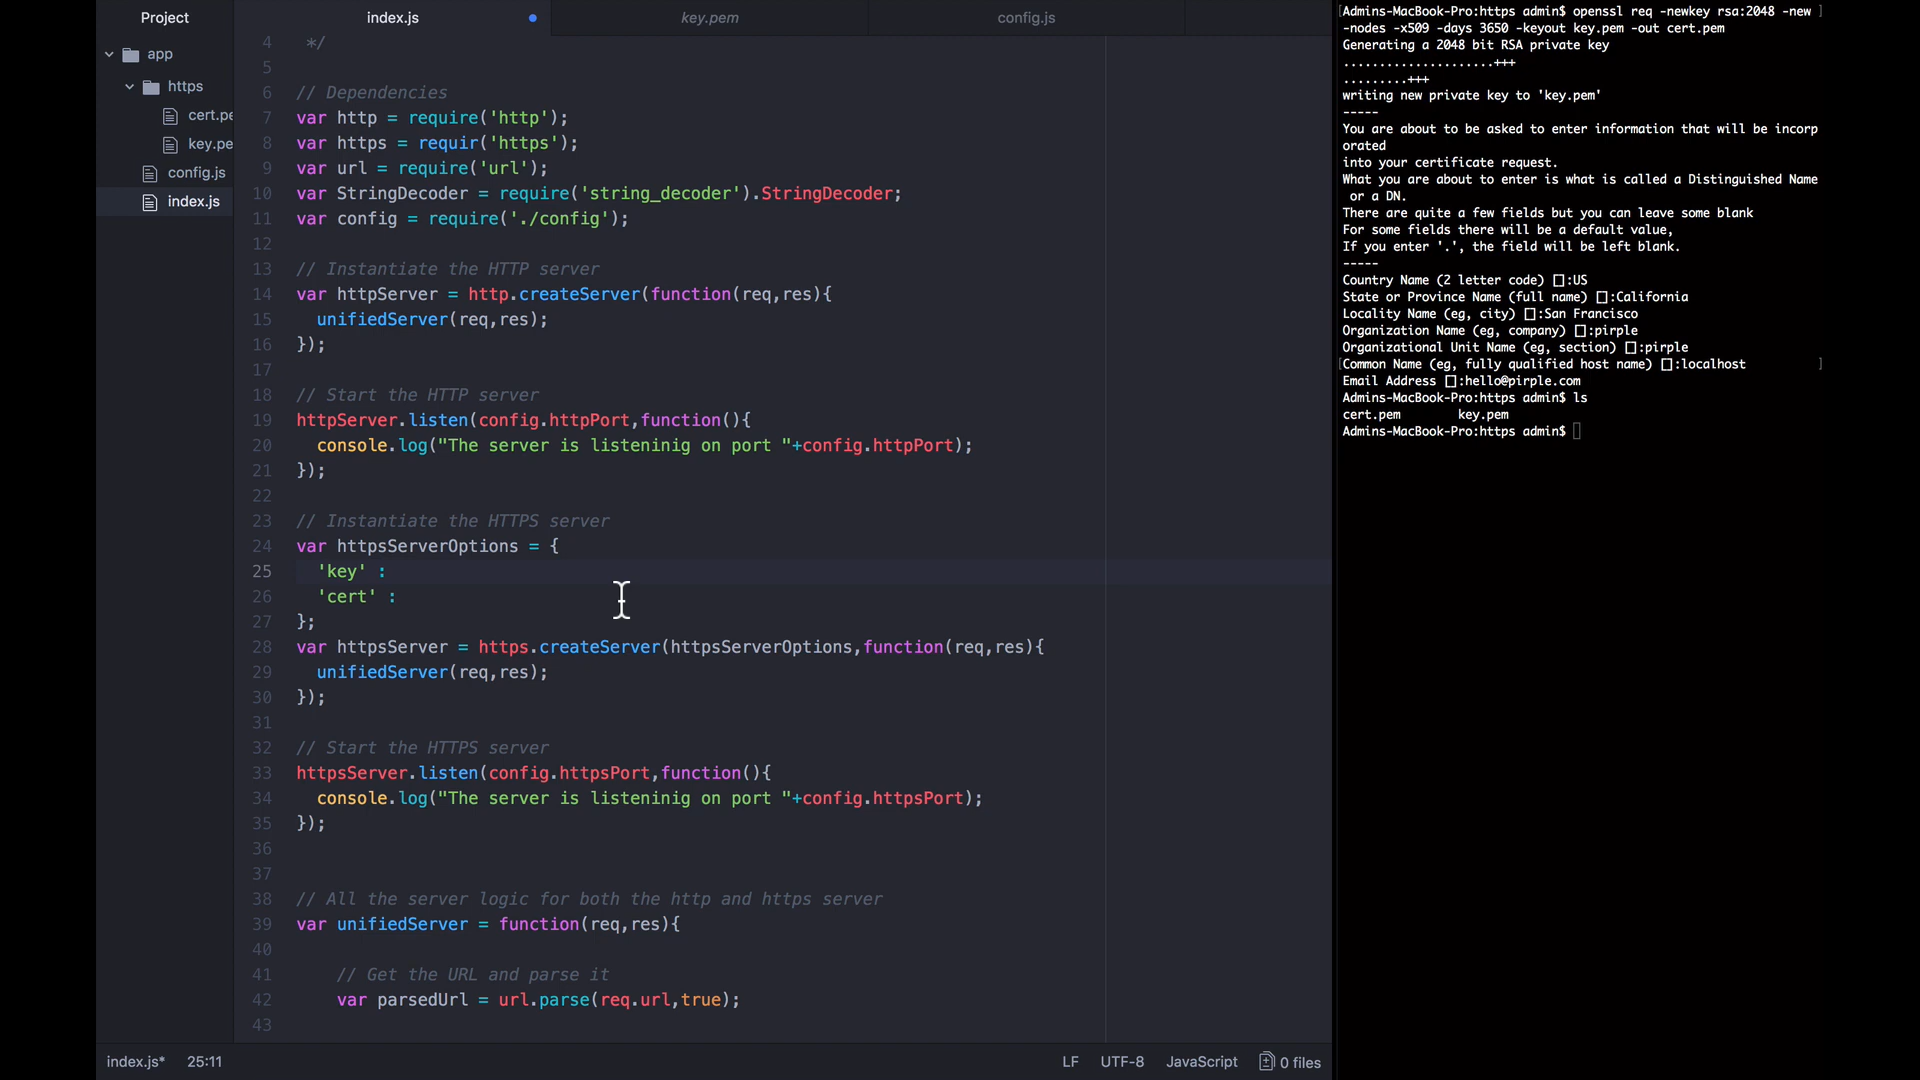 Project
app
https
cert.pe
key.pe
config.js
index.js
index.js
key.pem
config.js
4 */
5
6 // Dependencies
7 var http = require('http');
8 var https = requir('https');
9 var url = require('url');
10 var StringDecoder = require('string_decoder').StringDecoder;
11 var config = require('./config');
12
13 // Instantiate the HTTP server
14 var httpServer = http.createServer(function(req,res){
15 unifiedServer(req,res);
16 });
17
18 // Start the HTTP server
19 httpServer.listen(config.httpPort,function(){
20 console.log("The server is listeninig on port "+config.httpPort);
21 });
22
23 // Instantiate the HTTPS server
24 var httpsServerOptions = {
25 'key' :
26 'cert' :
27 };
28 var httpsServer = https.createServer(httpsServerOptions,function(req,res){
29 unifiedServer(req,res);
30 });
31
32 // Start the HTTPS server
33 httpsServer.listen(config.httpsPort,function(){
34 console.log("The server is listeninig on port "+config.httpsPort);
35 });
36
37
38 // All the server logic for both the http and https server
39 var unifiedServer = function(req,res){
40
41 // Get the URL and parse it
42 var parsedUrl = url.parse(req.url,true);
43
index.js* 25:11
LF UTF-8 JavaScript 0 files
[Admins-MacBook-Pro:https admin$ openssl req -newkey rsa:2048 -new ]
-nodes -x509 -days 3650 -keyout key.pem -out cert.pem
Generating a 2048 bit RSA private key
.....................+++
.........+++
writing new private key to 'key.pem'
-----
You are about to be asked to enter information that will be incorp
orated
into your certificate request.
What you are about to enter is what is called a Distinguished Name
or a DN.
There are quite a few fields but you can leave some blank
For some fields there will be a default value,
If you enter '.', the field will be left blank.
-----
Country Name (2 letter code) []:US
State or Province Name (full name) []:California
Locality Name (eg, city) []:San Francisco
Organization Name (eg, company) []:pirple
Organizational Unit Name (eg, section) []:pirple
[Common Name (eg, fully qualified host name) []:localhost ]
Email Address []:hello@pirple.com
Admins-MacBook-Pro:https admin$ ls
cert.pem key.pem
Admins-MacBook-Pro:https admin$